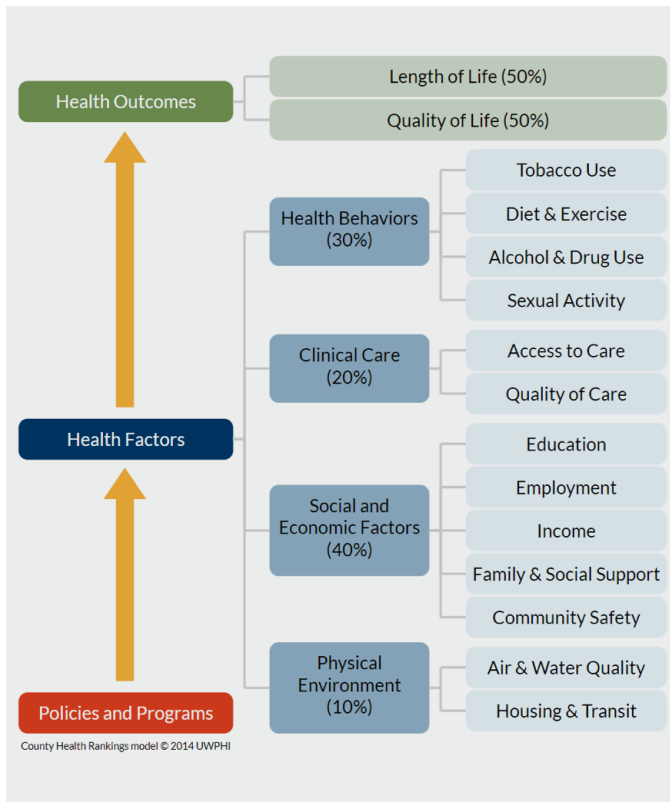 Health Outcomes
Length of Life (50%)
Quality of Life (50%)
Health Factors
Health Behaviors
(30%)
Tobacco Use
Diet & Exercise
Alcohol & Drug Use
Sexual Activity
Clinical Care
(20%)
Access to Care
Quality of Care
Social and
Economic Factors
(40%)
Education
Employment
Income
Family & Social Support
Community Safety
Physical
Environment
(10%)
Air & Water Quality
Housing & Transit
Policies and Programs
County Health Rankings model © 2014 UWPHI